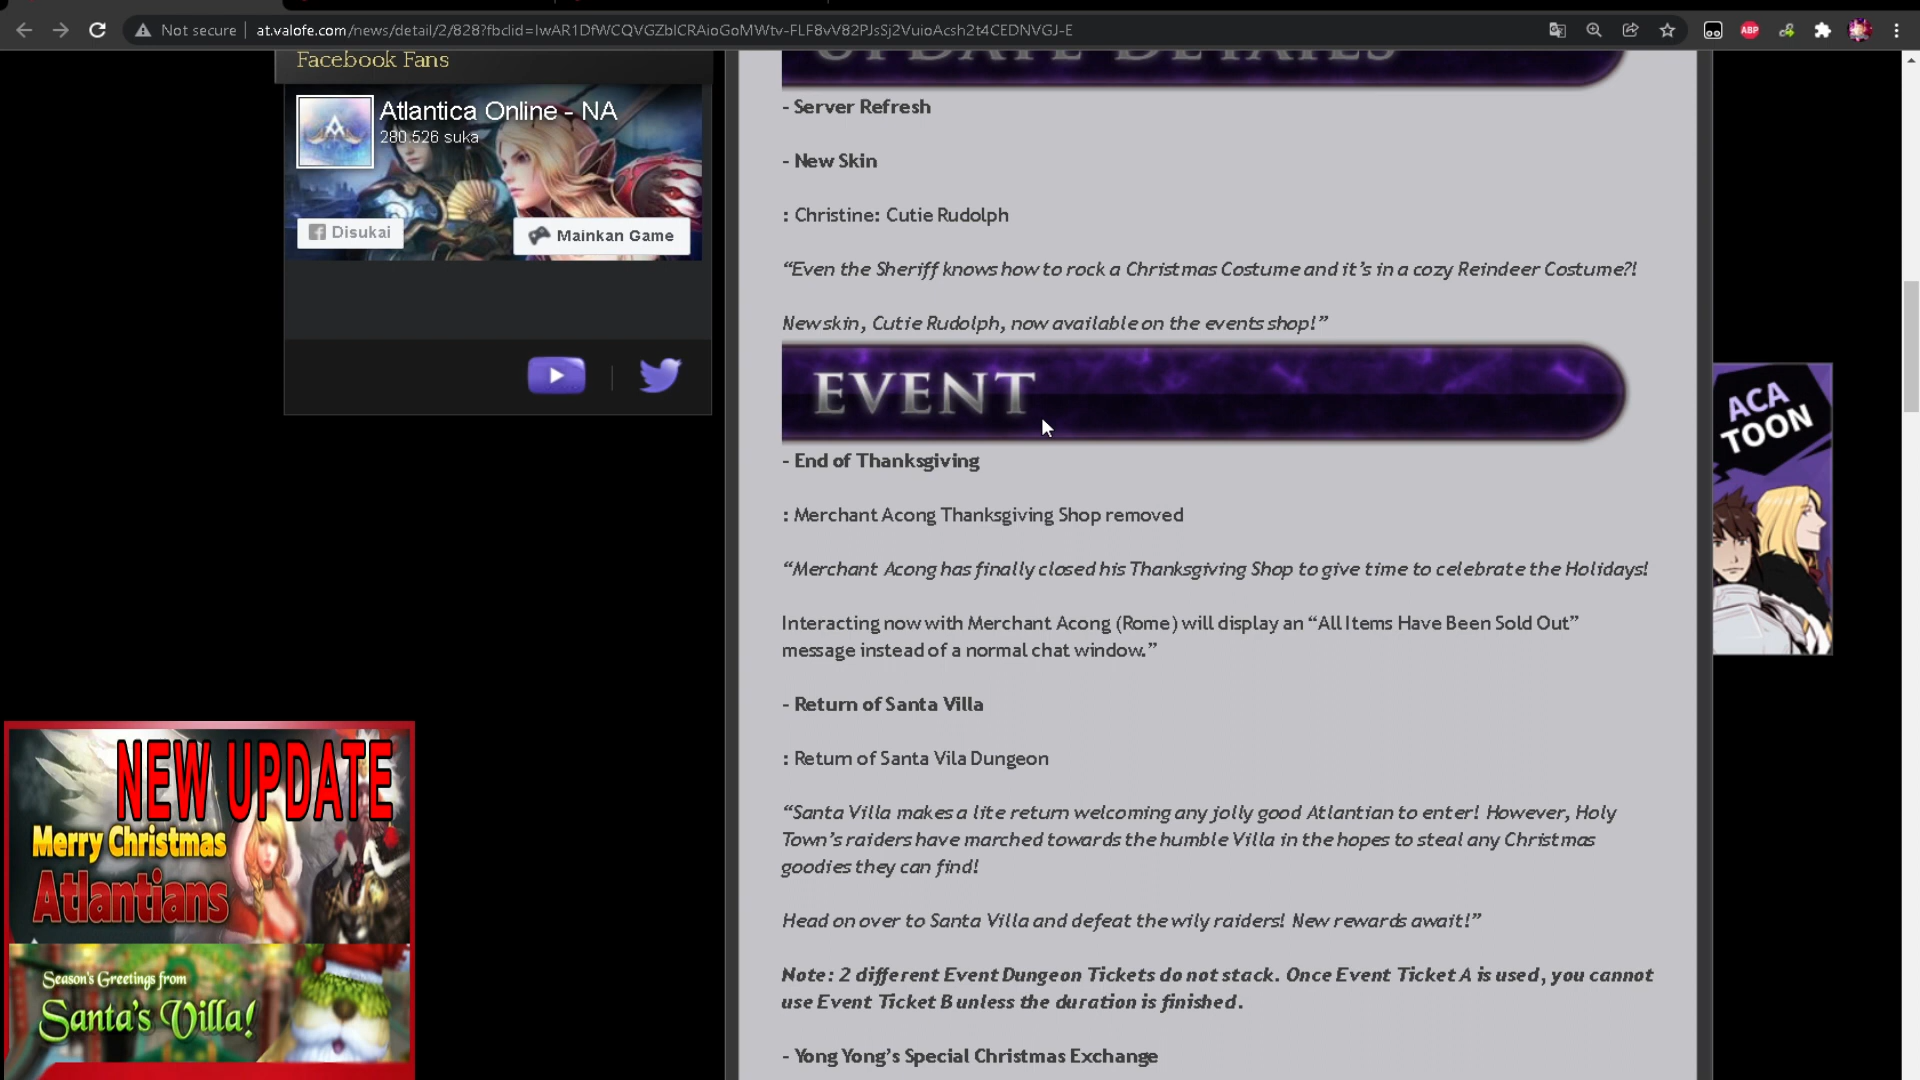 Not secure
at.valofe.com/news/detail/2/828?fbclid=IwAR1DfWCQVGZblCRAioGoMWtv-FLF8vV82PJsSj2VuioAcsh2t4CEDNVGJ-E
ABP
Facebook Fans
Atlantica Online - NA
280.526 suka
Disukai
Mainkan Game
UPDATE DETAILS
- Server Refresh
- New Skin
: Christine: Cutie Rudolph
“Even the Sheriff knows how to rock a Christmas Costume and it’s in a cozy Reindeer Costume?!
New skin, Cutie Rudolph, now available on the events shop!”
EVENT
- End of Thanksgiving
: Merchant Acong Thanksgiving Shop removed
“Merchant Acong has finally closed his Thanksgiving Shop to give time to celebrate the Holidays!
Interacting now with Merchant Acong (Rome) will display an “All Items Have Been Sold Out”
message instead of a normal chat window.”
- Return of Santa Villa
: Return of Santa Vila Dungeon
“Santa Villa makes a lite return welcoming any jolly good Atlantian to enter! However, Holy
Town’s raiders have marched towards the humble Villa in the hopes to steal any Christmas
goodies they can find!
Head on over to Santa Villa and defeat the wily raiders! New rewards await!”
Note: 2 different Event Dungeon Tickets do not stack. Once Event Ticket A is used, you cannot
use Event Ticket B unless the duration is finished.
- Yong Yong’s Special Christmas Exchange
ACA
TOON
NEW UPDATE
Merry Christmas
Atlantians
Season's Greetings from
Santa's Villa!